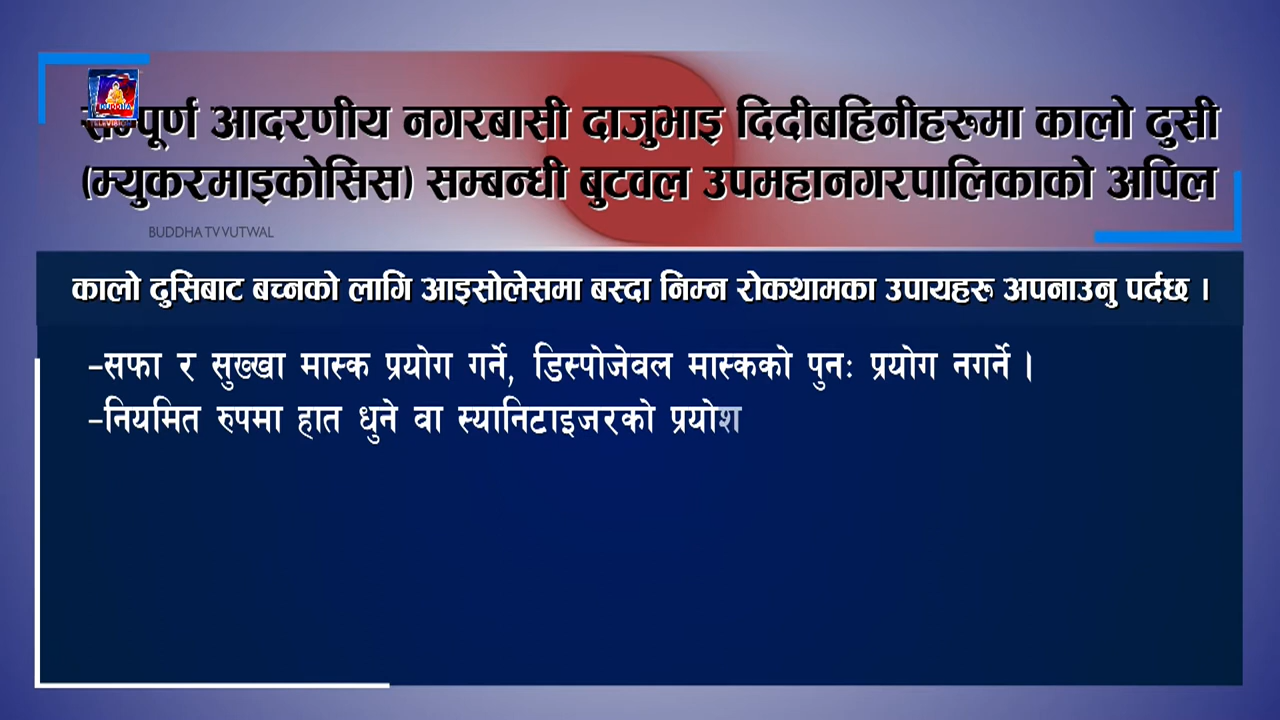 BUDDHA
TELEVISION
सम्पूर्ण आदरणीय नगरबासी दाजुभाइ दिदीबहिनीहरूमा कालो ढुसी
(म्युकरमाइकोसिस) सम्बन्धी बुटवल उपमहानगरपालिकाको अपिल
BUDDHA TV VUTWAL
कालो ढुसिबाट बच्नको लागि आइसोलेसमा बस्दा निम्न रोकथामका उपायहरू अपनाउनु पर्दछ ।
-सफा र सुख्खा मास्क प्रयोग गर्ने, डिस्पोजेवल मास्कको पुनः प्रयोग नगर्ने ।
-नियमित रुपमा हात धुने वा स्यानिटाइजरको